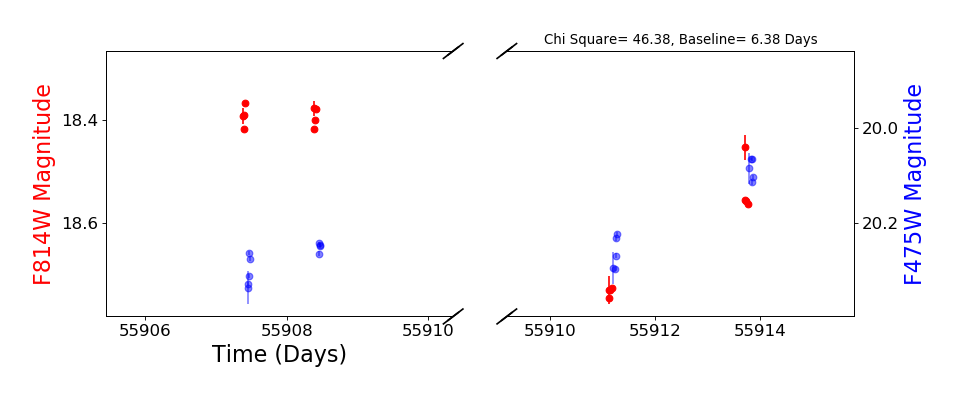 Chi Square= 46.38, Baseline= 6.38 Days
F814W Magnitude
18.4
18.6
20.0
20.2
F475W Magnitude
55906
55908
55910
55910
55912
55914
Time (Days)